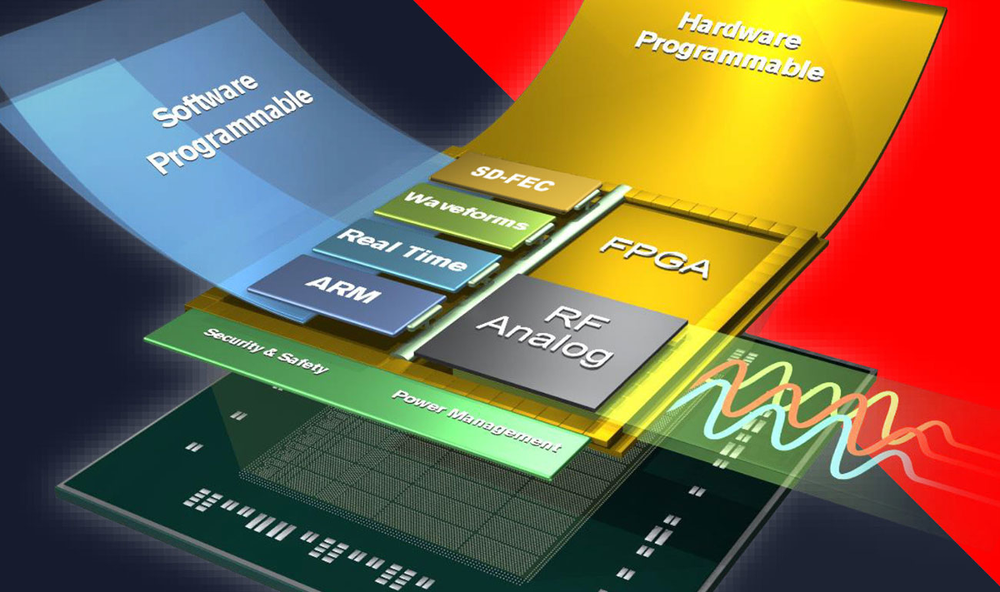 Software
Programmable
Hardware
Programmable
SD-FEC
Waveforms
Real Time
ARM
FPGA
RF
Analog
Security & Safety
Power Management